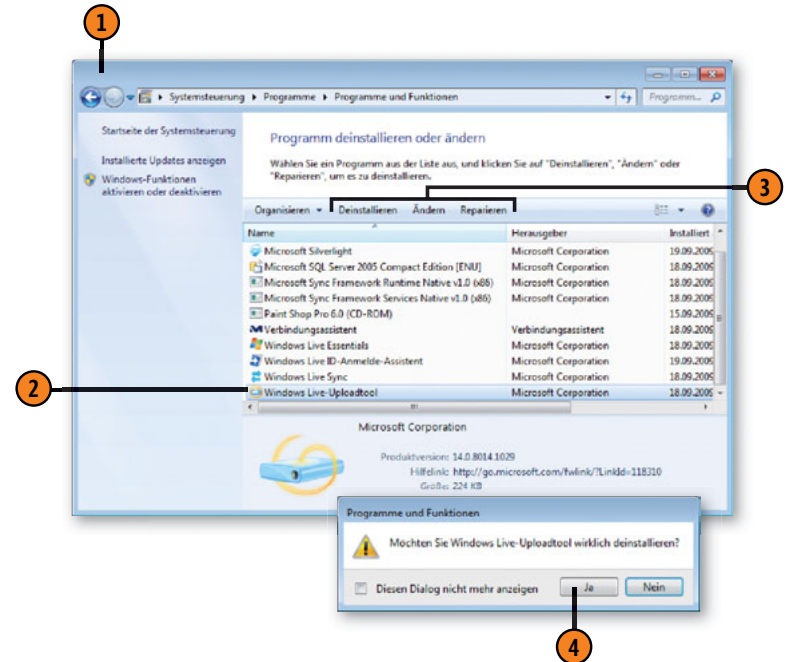 1
Systemsteuerung ▸ Programme ▸ Programme und Funktionen
Programm... 
Startseite der Systemsteuerung
Installierte Updates anzeigen
Windows-Funktionen
aktivieren oder deaktivieren
Programm deinstallieren oder ändern
Wählen Sie ein Programm aus der Liste aus, und klicken Sie auf "Deinstallieren", "Ändern" oder
"Reparieren", um es zu deinstallieren.
3
Organisieren Deinstallieren Ändern Reparieren
Name Herausgeber Installiert
Microsoft Silverlight Microsoft Corporation 19.09.2009
Microsoft SQL Server 2005 Compact Edition [ENU] Microsoft Corporation 18.09.2009
Microsoft Sync Framework Runtime Native v1.0 (x86) Microsoft Corporation 18.09.2009
Microsoft Sync Framework Services Native v1.0 (x86) Microsoft Corporation 18.09.2009
Paint Shop Pro 6.0 (CD-ROM) 15.09.2009
Verbindungsassistent Verbindungsassistent 18.09.2009
Windows Live Essentials Microsoft Corporation 18.09.2009
Windows Live ID-Anmelde-Assistent Microsoft Corporation 19.09.2009
Windows Live Sync Microsoft Corporation 18.09.2009
2
Windows Live-Uploadtool Microsoft Corporation 18.09.2009
Microsoft Corporation
Produktversion: 14.0.8014.1029
Hilfelink: http://go.microsoft.com/fwlink/?LinkId=118310
Größe: 224 KB
Programme und Funktionen
Möchten Sie Windows Live-Uploadtool wirklich deinstallieren?
Diesen Dialog nicht mehr anzeigen Ja Nein
4